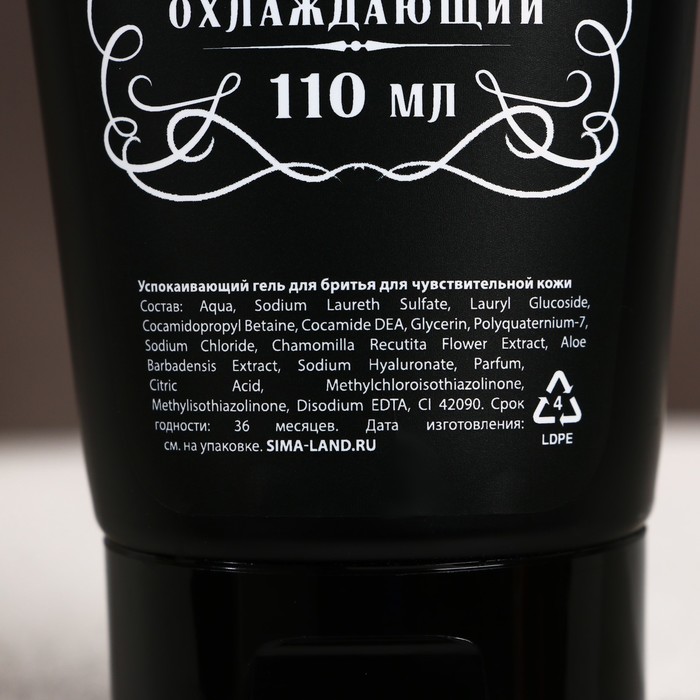 ОХЛАЖДАЮЩИЙ
110 МЛ
Успокаивающий гель для бритья для чувствительной кожи
Состав: Aqua, Sodium Laureth Sulfate, Lauryl Glucoside,
Cocamidopropyl Betaine, Cocamide DEA, Glycerin, Polyquaternium-7,
Sodium Chloride, Chamomilla Recutita Flower Extract, Aloe
Barbadensis Extract, Sodium Hyaluronate, Parfum,
Citric Acid, Methylchloroisothiazolinone,
Methylisothiazolinone, Disodium EDTA, CI 42090. Срок
годности: 36 месяцев. Дата изготовления:
см. на упаковке. SIMA-LAND.RU
4
LDPE